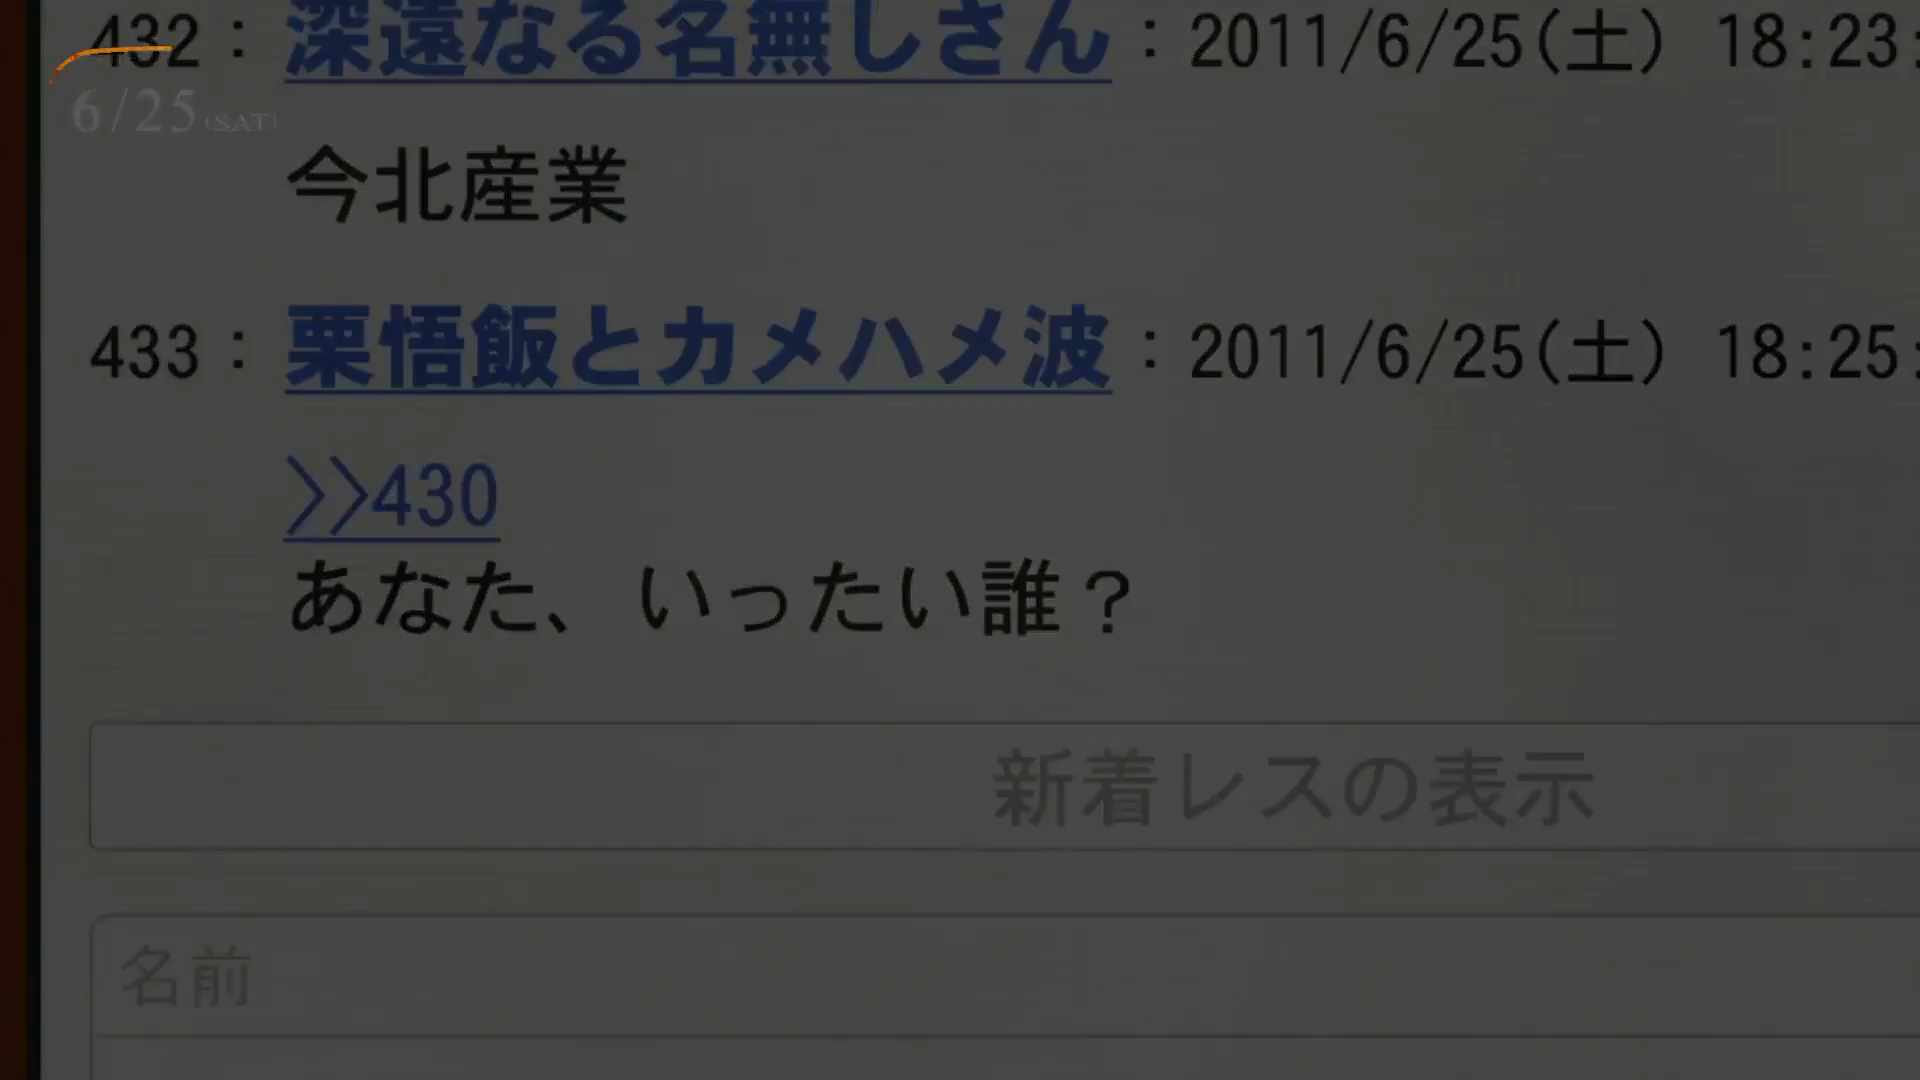 432 : 深遠なる名無しさん : 2011/6/25(土) 18:23:
6/25(SAT)
今北産業
433 : 栗悟飯とカメハメ波 : 2011/6/25(土) 18:25:
>>430
あなた、いったい誰？
新着レスの表示
名前